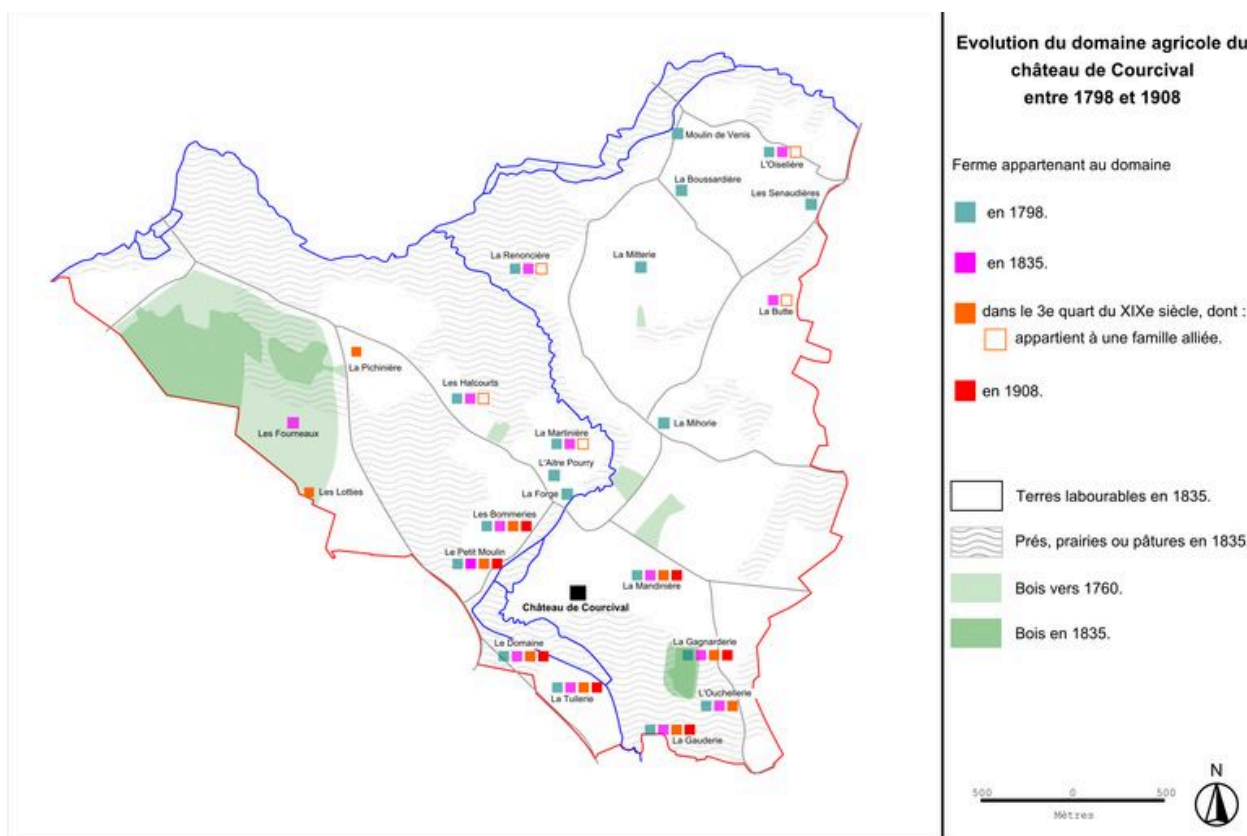 Evolution du domaine agricole du
château de Courcival
entre 1798 et 1908
Ferme appartenant au domaine
en 1798.
en 1835.
dans le 3e quart du XIXe siècle, dont :
appartient à une famille alliée.
en 1908.
Terres labourables en 1835.
Prés, prairies ou pâtures en 1835.
Bois vers 1760.
Bois en 1835.
N
500 0 500
Mètres
Moulin de Venis
L'Oiselière
La Boussardière
Les Senaudières
La Renoncière
La Mitterie
La Butte
La Pichinière
Les Halcourts
La Mihorie
Les Fourneaux
La Martinière
L'Aitre Pourry
Les Lotties
La Forge
Les Bommeries
Le Petit Moulin
La Mandinière
Château de Courcival
Le Domaine
La Gagnarderie
L'Ouchellerie
La Tuilerie
La Gauderie